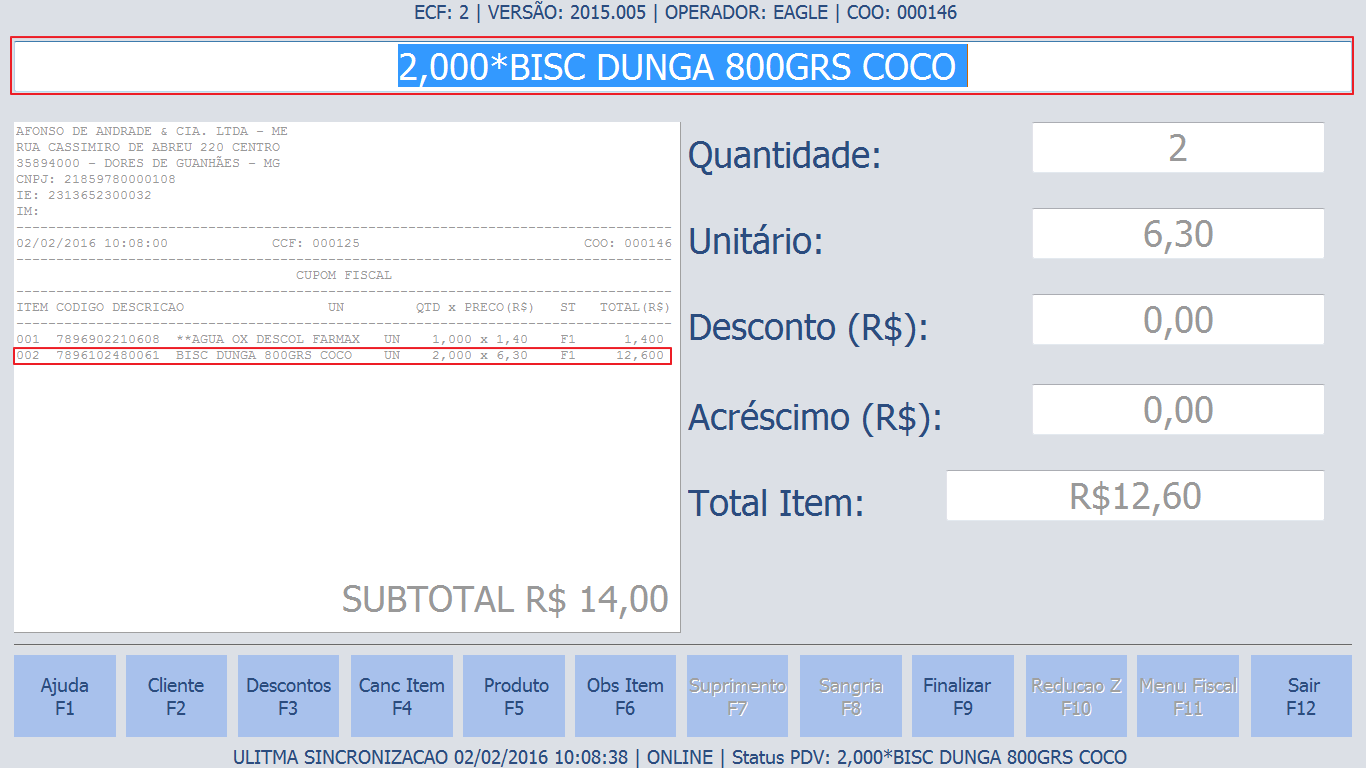 ECF: 2 | VERSÃO: 2015.005 | OPERADOR: EAGLE | COO: 000146
2,000*BISC DUNGA 800GRS COCO
AFONSO DE ANDRADE & CIA. LTDA - ME
RUA CASSIMIRO DE ABREU 220 CENTRO
35894000 - DORES DE GUANHÃES - MG
CNPJ: 21859780000108
IE: 2313652300032
IM:
02/02/2016 10:08:00 CCF: 000125 COO: 000146
CUPOM FISCAL
ITEM CODIGO DESCRICAO UN QTD x PRECO(R$) ST TOTAL(R$)
001 7896902210608 **AGUA OX DESCOL FARMAX UN 1,000 x 1,40 F1 1,400
002 7896102480061 BISC DUNGA 800GRS COCO UN 2,000 x 6,30 F1 12,600
SUBTOTAL R$ 14,00
Quantidade: 2
Unitário: 6,30
Desconto (R$): 0,00
Acréscimo (R$): 0,00
Total Item: R$12,60
Ajuda
F1
Cliente
F2
Descontos
F3
Canc Item
F4
Produto
F5
Obs Item
F6
Suprimento
F7
Sangria
F8
Finalizar
F9
Reducao Z
F10
Menu Fiscal
F11
Sair
F12
ULITMA SINCRONIZACAO 02/02/2016 10:08:38 | ONLINE | Status PDV: 2,000*BISC DUNGA 800GRS COCO